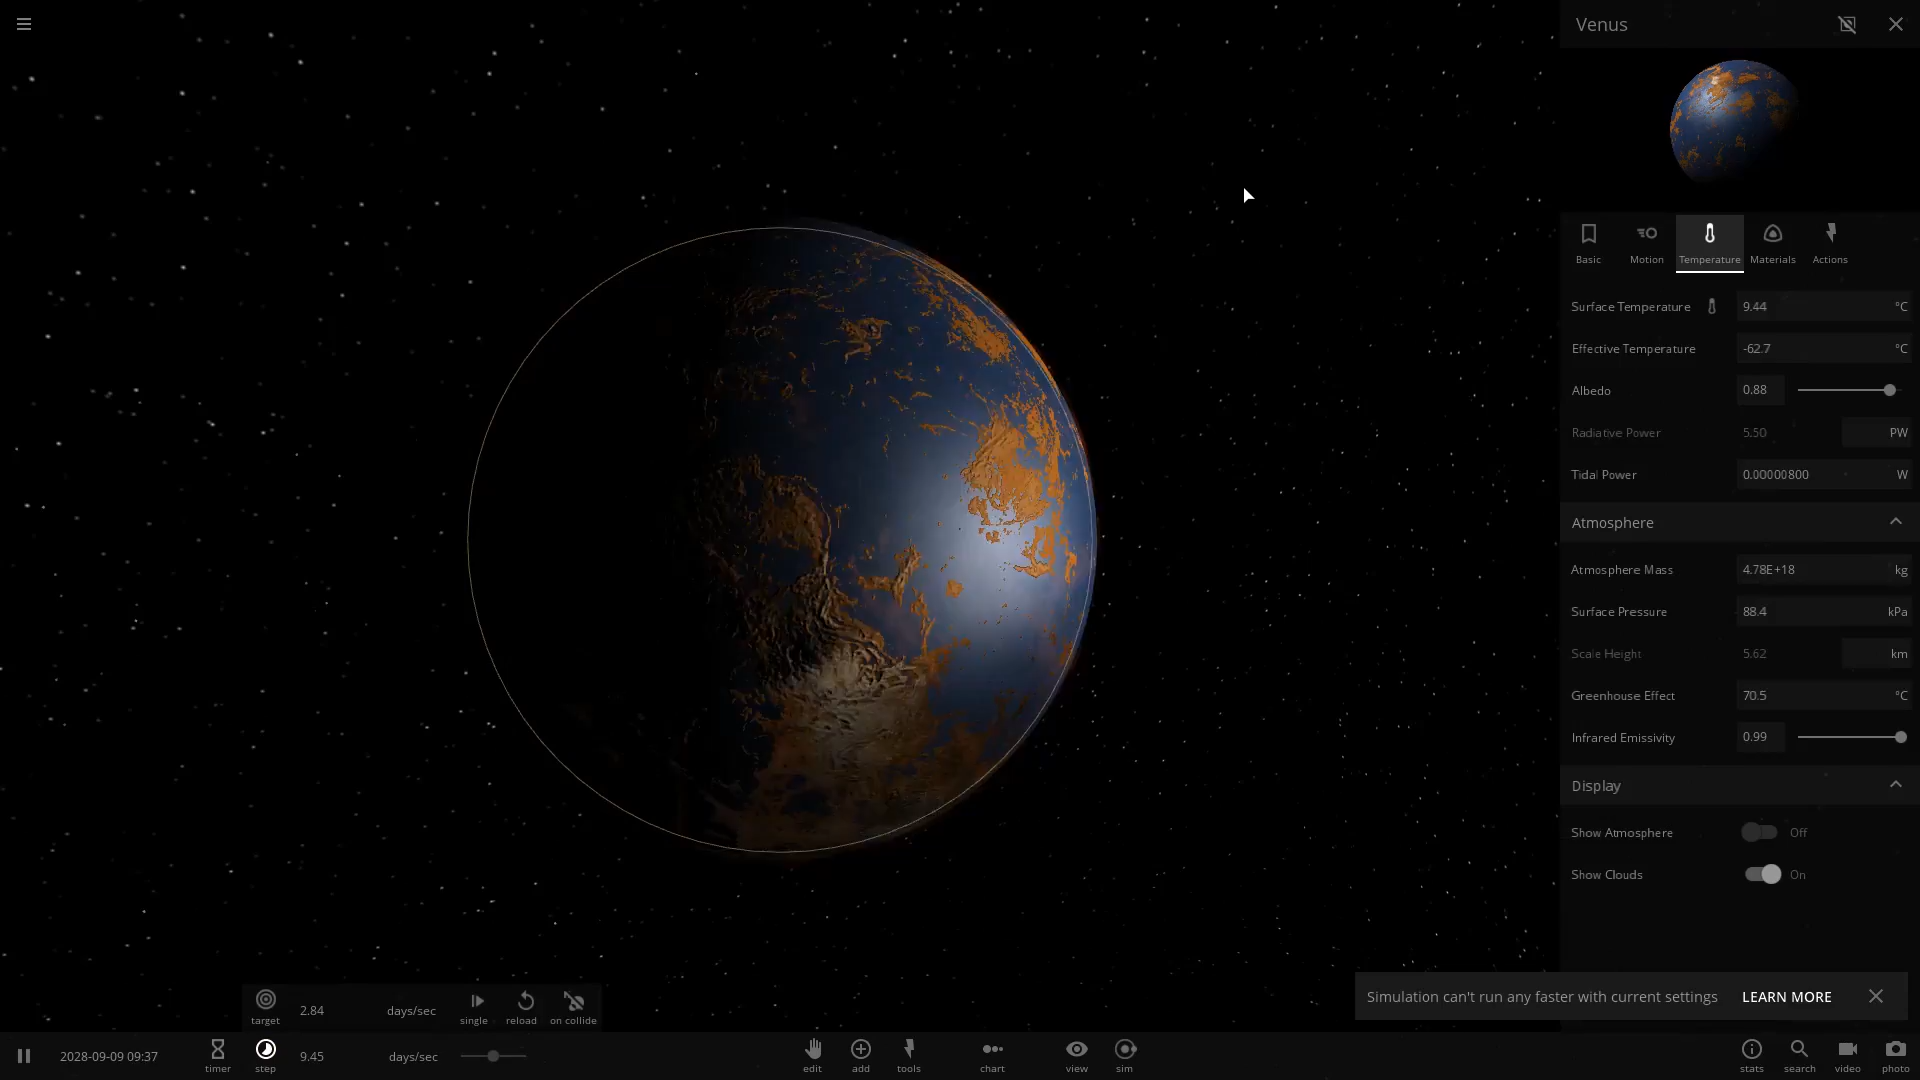 Venus
Basic
Motion
Temperature
Materials
Actions
Surface Temperature 9.44 °C
Effective Temperature -62.7 °C
Albedo 0.88
Radiative Power 5.50 PW
Tidal Power 0.00000800 W
Atmosphere
Atmosphere Mass 4.78E+18 kg
Surface Pressure 88.4 kPa
Scale Height 5.62 km
Greenhouse Effect 70.5 °C
Infrared Emissivity 0.99
Display
Show Atmosphere Off
Show Clouds On
Simulation can't run any faster with current settings LEARN MORE
target 2.84 days/sec single reload on collide
2028-09-09 09:37 timer step 9.45 days/sec edit add tools chart view sim stats search video photo